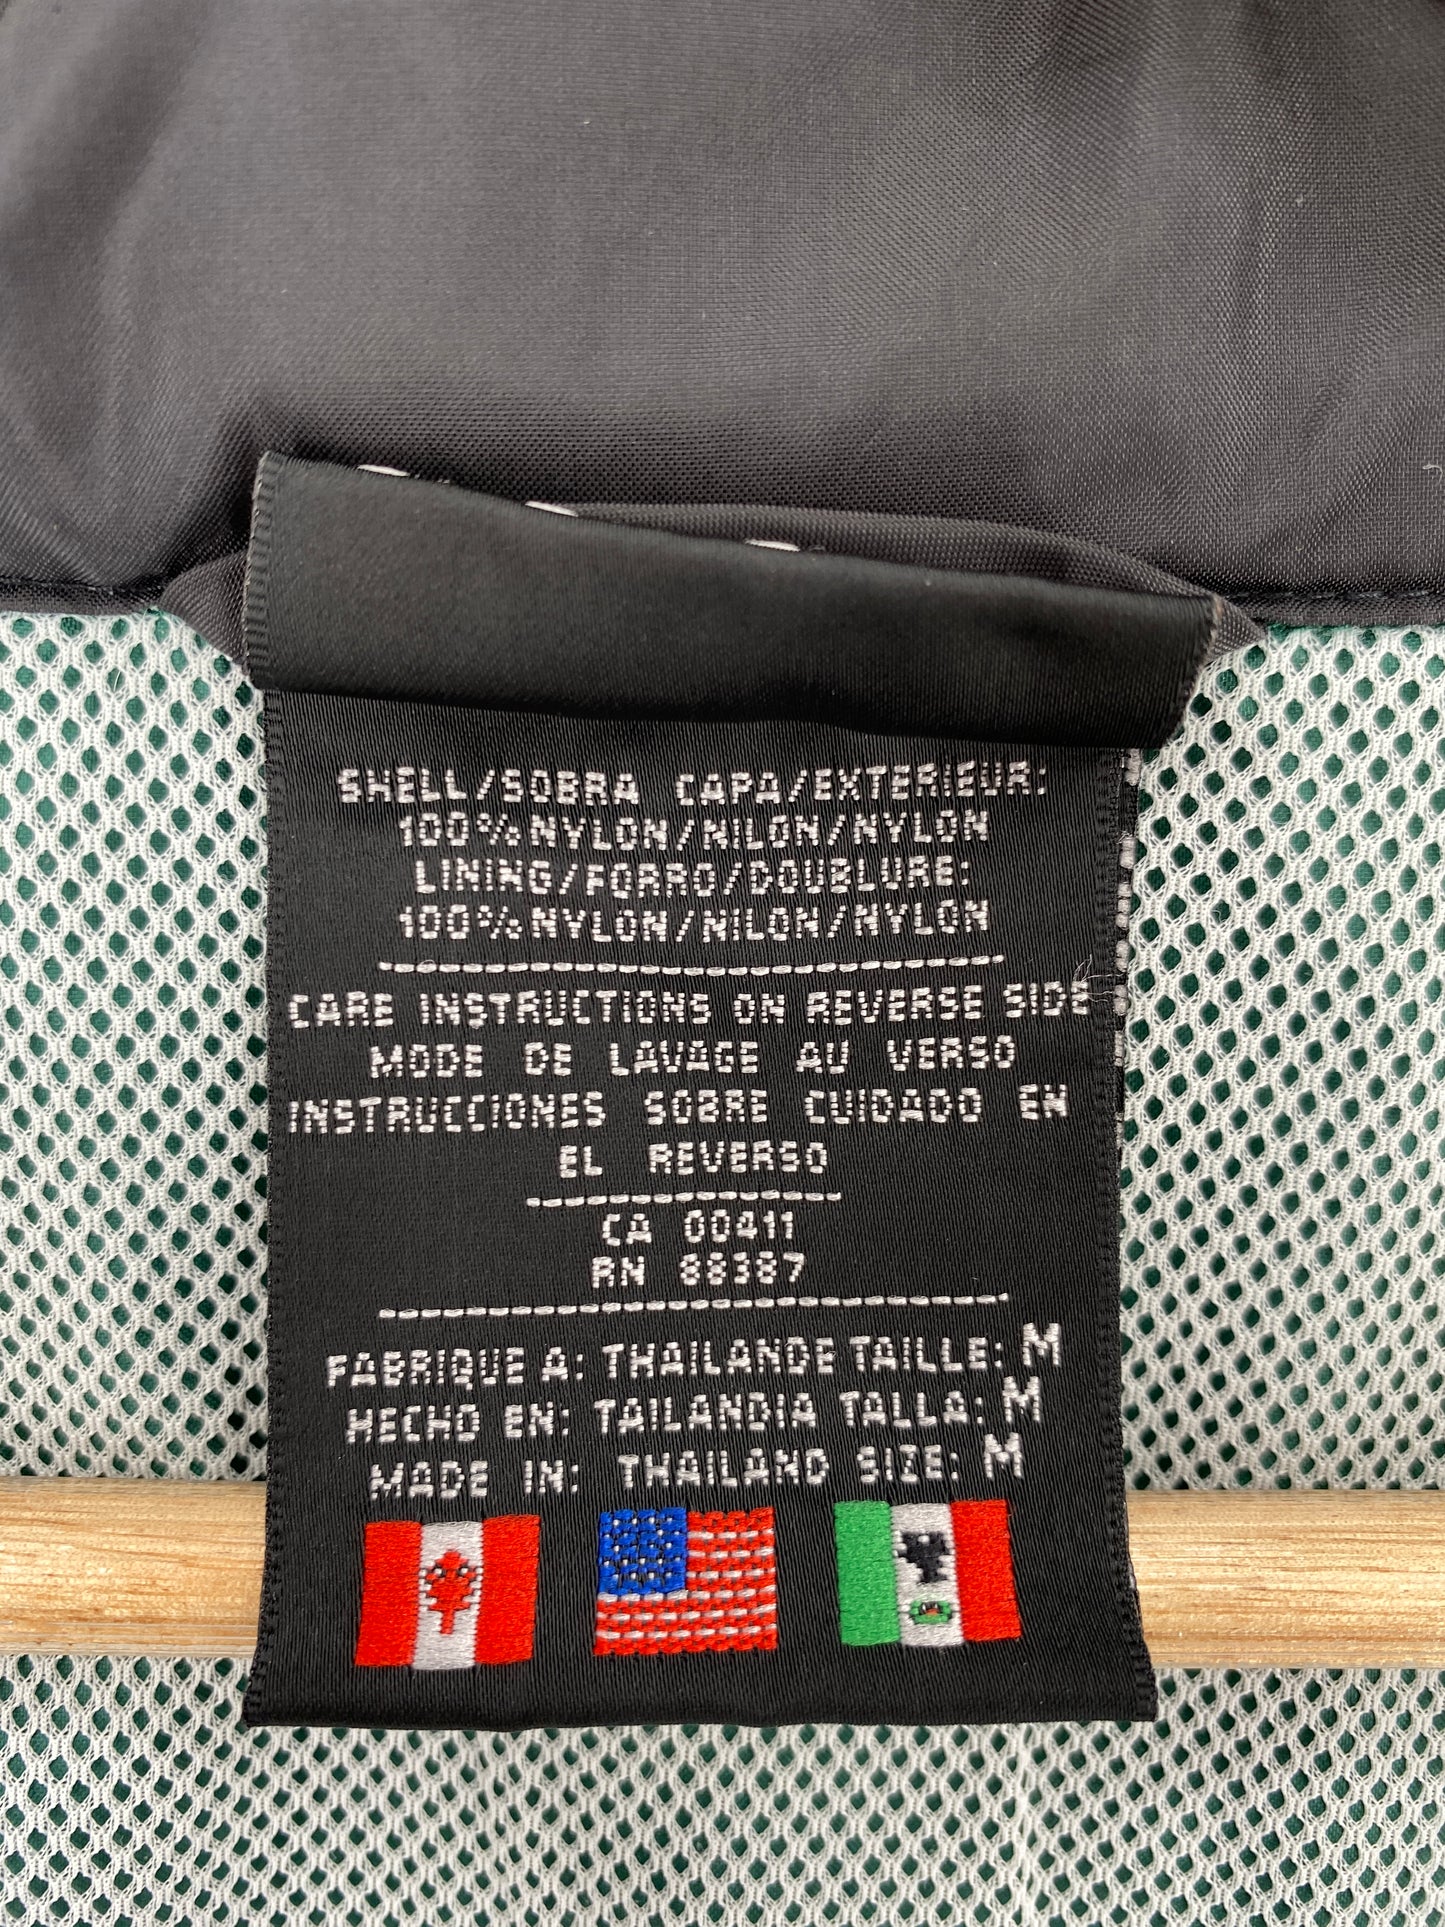 SHELL/SOBRA CAPA/EXTERIEUR:
100% NYLON/NILON/NYLON
LINING/FORRO/DOUBLURE:
100% NYLON/NILON/NYLON
CARE INSTRUCTIONS ON REVERSE SIDE
MODE DE LAVAGE AU VERSO
INSTRUCCIONES SOBRE CUIDADO EN
EL REVERSO
CA 00411
RN 88387
FABRIQUE A: THAILANDE TAILLE: M
HECHO EN: TAILANDIA TALLA: M
MADE IN: THAILAND SIZE: M